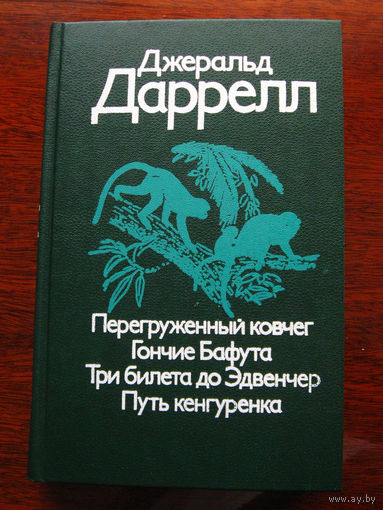 Джеральд
Даррелл
Перегруженный ковчег
Гончие Бафута
Три билета до Эдвенчер
Путь кенгуренка
www.ay.by